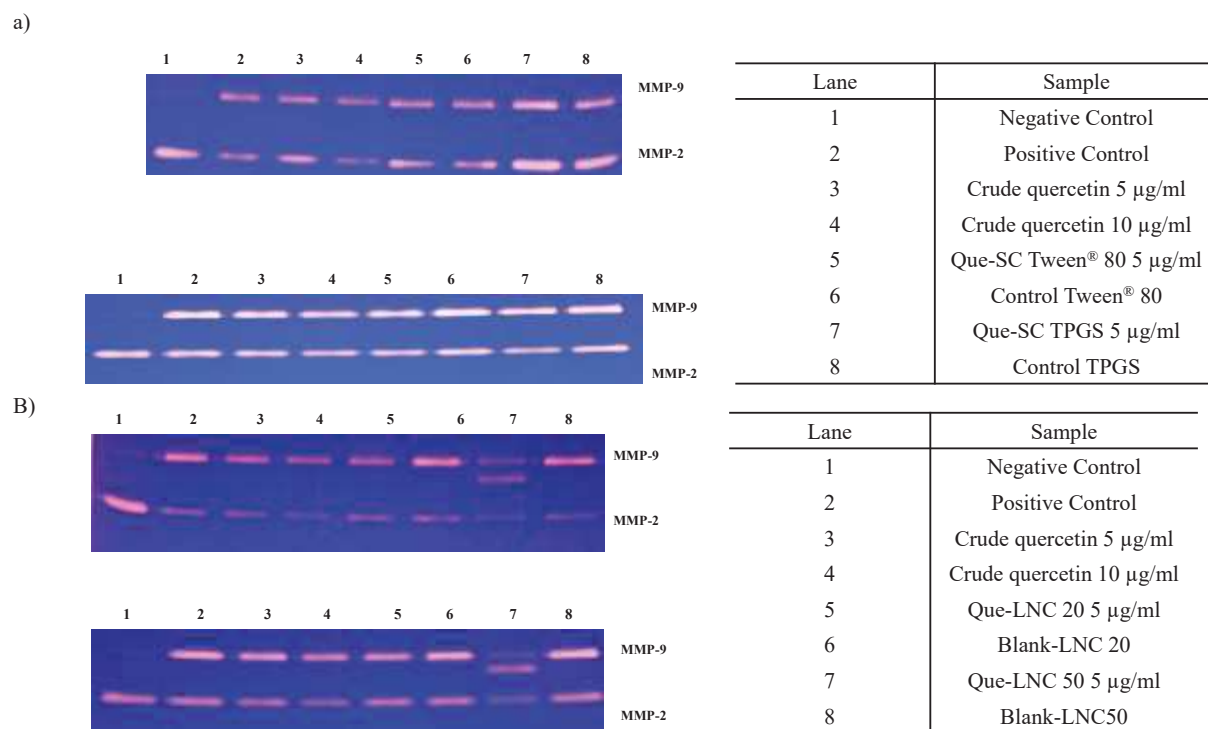 a)
1 2 3 4 5 6 7 8
MMP-9
MMP-2
1 2 3 4 5 6 7 8
MMP-9
MMP-2
Lane Sample
1 Negative Control
2 Positive Control
3 Crude quercetin 5 µg/ml
4 Crude quercetin 10 µg/ml
5 Que-SC Tween® 80 5 µg/ml
6 Control Tween® 80
7 Que-SC TPGS 5 µg/ml
8 Control TPGS
B)
1 2 3 4 5 6 7 8
MMP-9
MMP-2
1 2 3 4 5 6 7 8
MMP-9
MMP-2
Lane Sample
1 Negative Control
2 Positive Control
3 Crude quercetin 5 µg/ml
4 Crude quercetin 10 µg/ml
5 Que-LNC 20 5 µg/ml
6 Blank-LNC 20
7 Que-LNC 50 5 µg/ml
8 Blank-LNC50